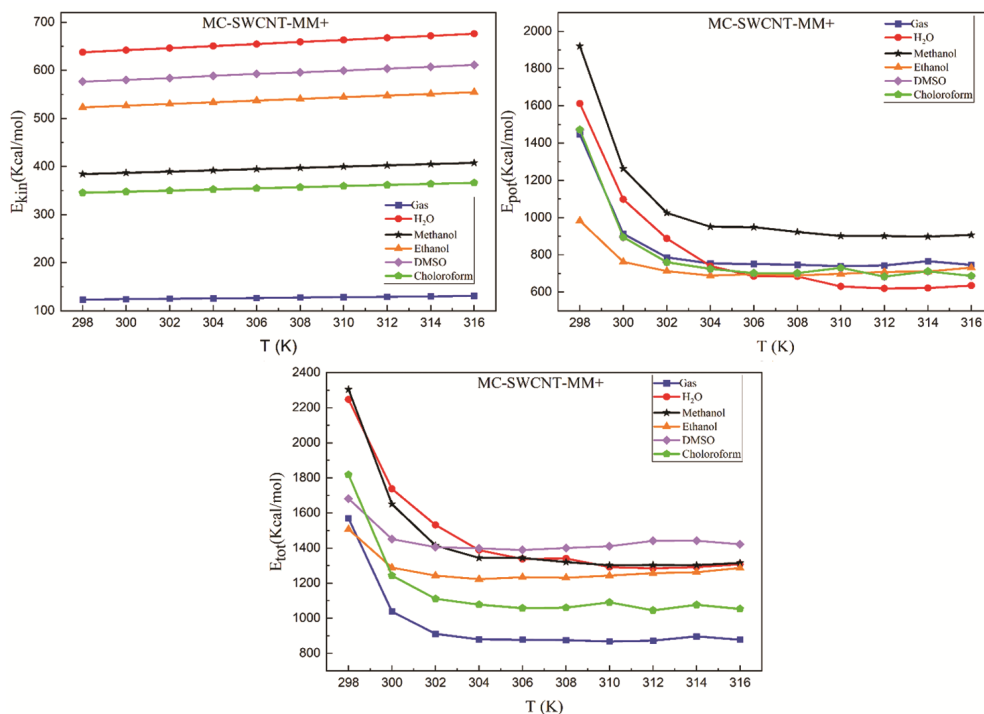 MC-SWCNT-MM+
E_kin(Kcal/mol)
700
600
500
400
300
200
100
Gas
H₂O
Methanol
Ethanol
DMSO
Choloroform
298 300 302 304 306 308 310 312 314 316
T (K)
MC-SWCNT-MM+
E_pot(Kcal/mol)
2000
1800
1600
1400
1200
1000
800
600
Gas
H₂O
Methanol
Ethanol
DMSO
Choloroform
298 300 302 304 306 308 310 312 314 316
T (K)
MC-SWCNT-MM+
E_tot(Kcal/mol)
2400
2200
2000
1800
1600
1400
1200
1000
800
Gas
H₂O
Methanol
Ethanol
DMSO
Choloroform
298 300 302 304 306 308 310 312 314 316
T (K)